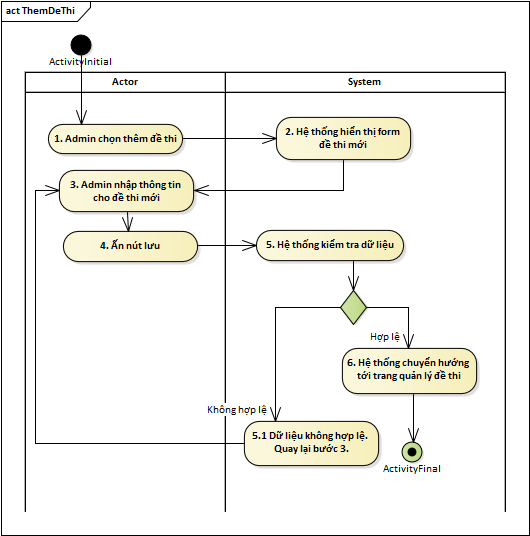 act ThemDeThi
ActivityInitial
Actor
System
1. Admin chọn thêm đề thi
2. Hệ thống hiển thị form
đề thi mới
3. Admin nhập thông tin
cho đề thi mới
4. Ấn nút lưu
5. Hệ thống kiểm tra dữ liệu
Hợp lệ
6. Hệ thống chuyển hướng
tới trang quản lý đề thi
Không hợp lệ
5.1 Dữ liệu không hợp lệ.
Quay lại bước 3.
ActivityFinal